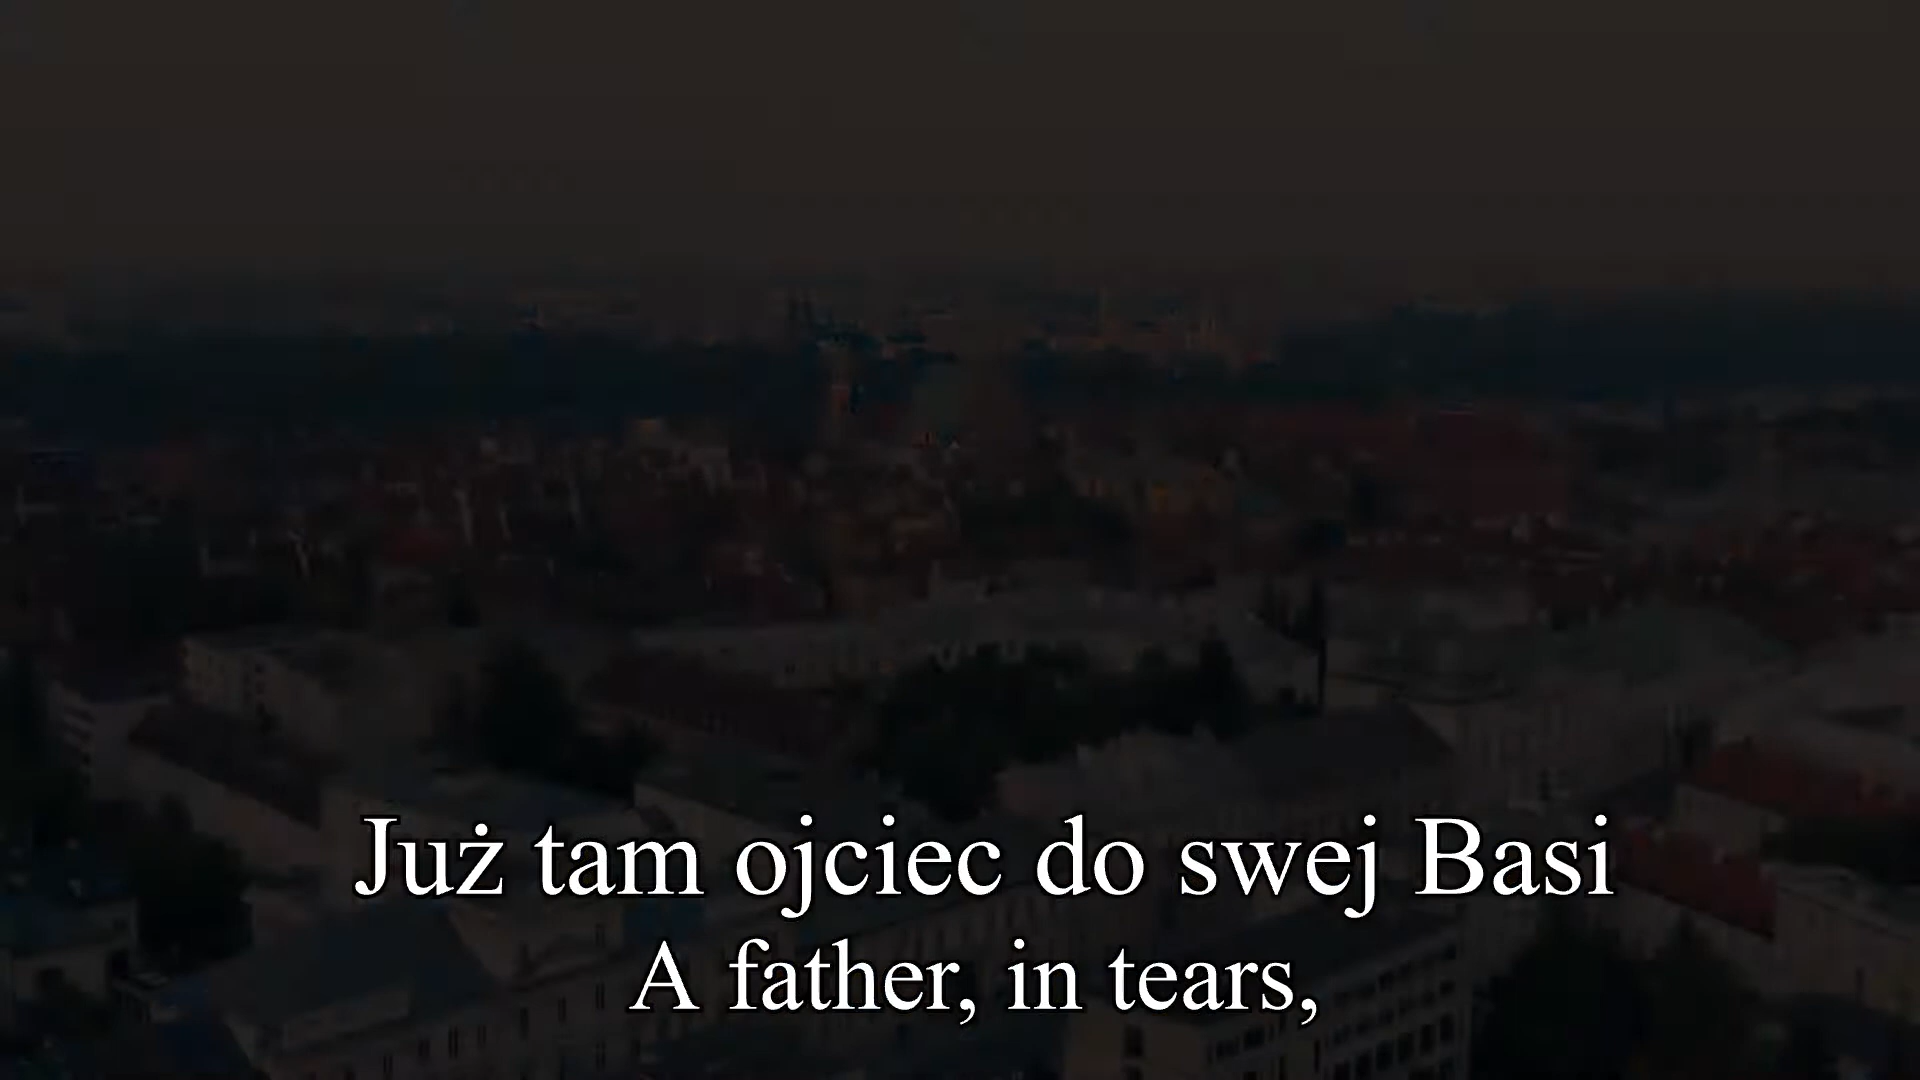 Już tam ojciec do swej Basi
A father, in tears,